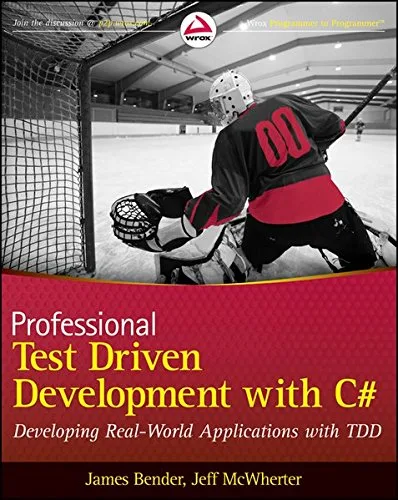 Join the discussion @ p2p.wrox.com
Wrox Programmer to Programmer™
wrox
00
Professional
Test Driven
Development with C#
Developing Real-World Applications with TDD
James Bender, Jeff McWherter